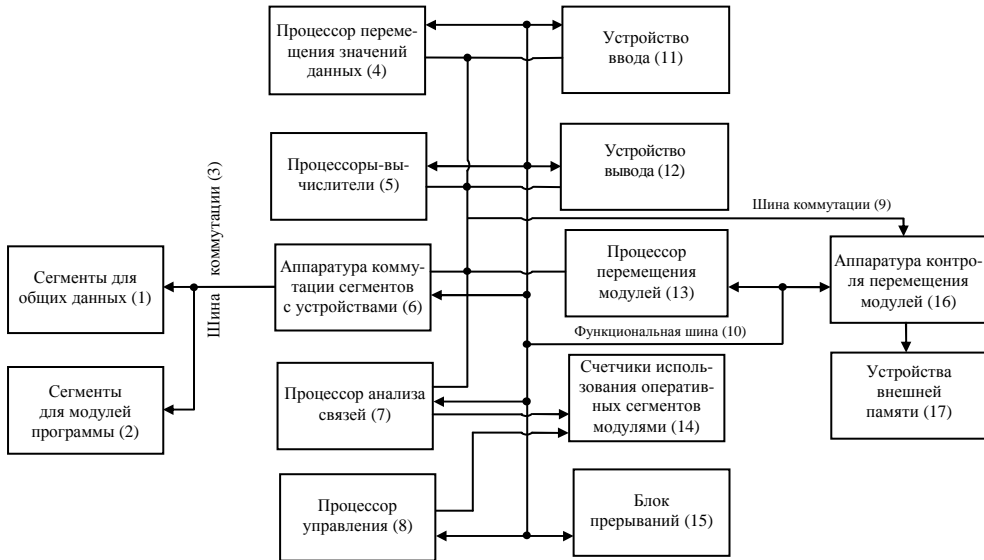 Процессор переме-
щения значений
данных (4)
Устройство
ввода (11)
Процессоры-вы-
числители (5)
Устройство
вывода (12)
Шина коммутации (3)
Шина коммутации (9)
Сегменты для
общих данных (1)
Аппаратура комму-
тации сегментов
с устройствами (6)
Процессор
перемещения
модулей (13)
Аппаратура контро-
ля перемещения
модулей (16)
Функциональная шина (10)
Сегменты
для модулей
программы (2)
Процессор анализа
связей (7)
Счетчики исполь-
зования оператив-
ных сегментов
модулями (14)
Устройства
внешней
памяти (17)
Процессор
управления (8)
Блок
прерываний (15)